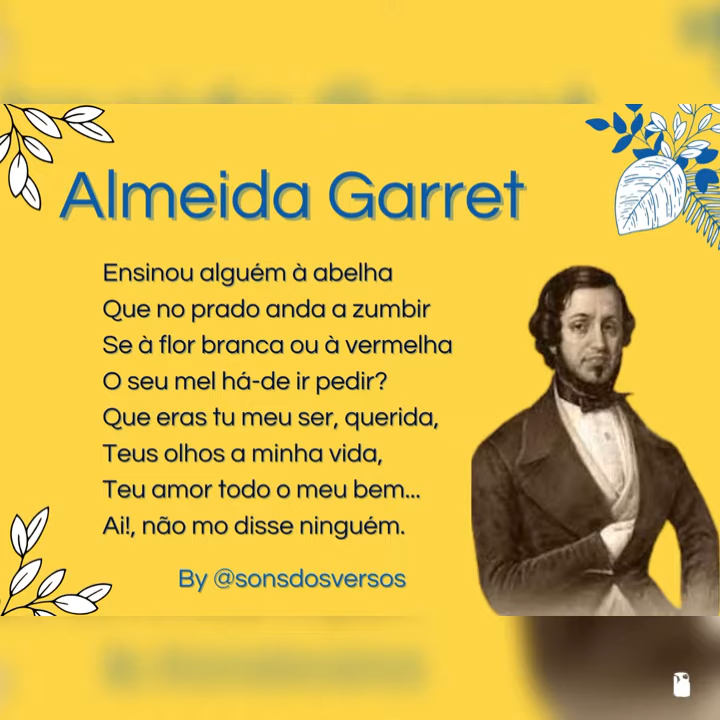 Almeida Garret
Ensinou alguém à abelha
Que no prado anda a zumbir
Se à flor branca ou à vermelha
O seu mel há-de ir pedir?
Que eras tu meu ser, querida,
Teus olhos a minha vida,
Teu amor todo o meu bem...
Ai!, não mo disse ninguém.
By @sonsdosversos